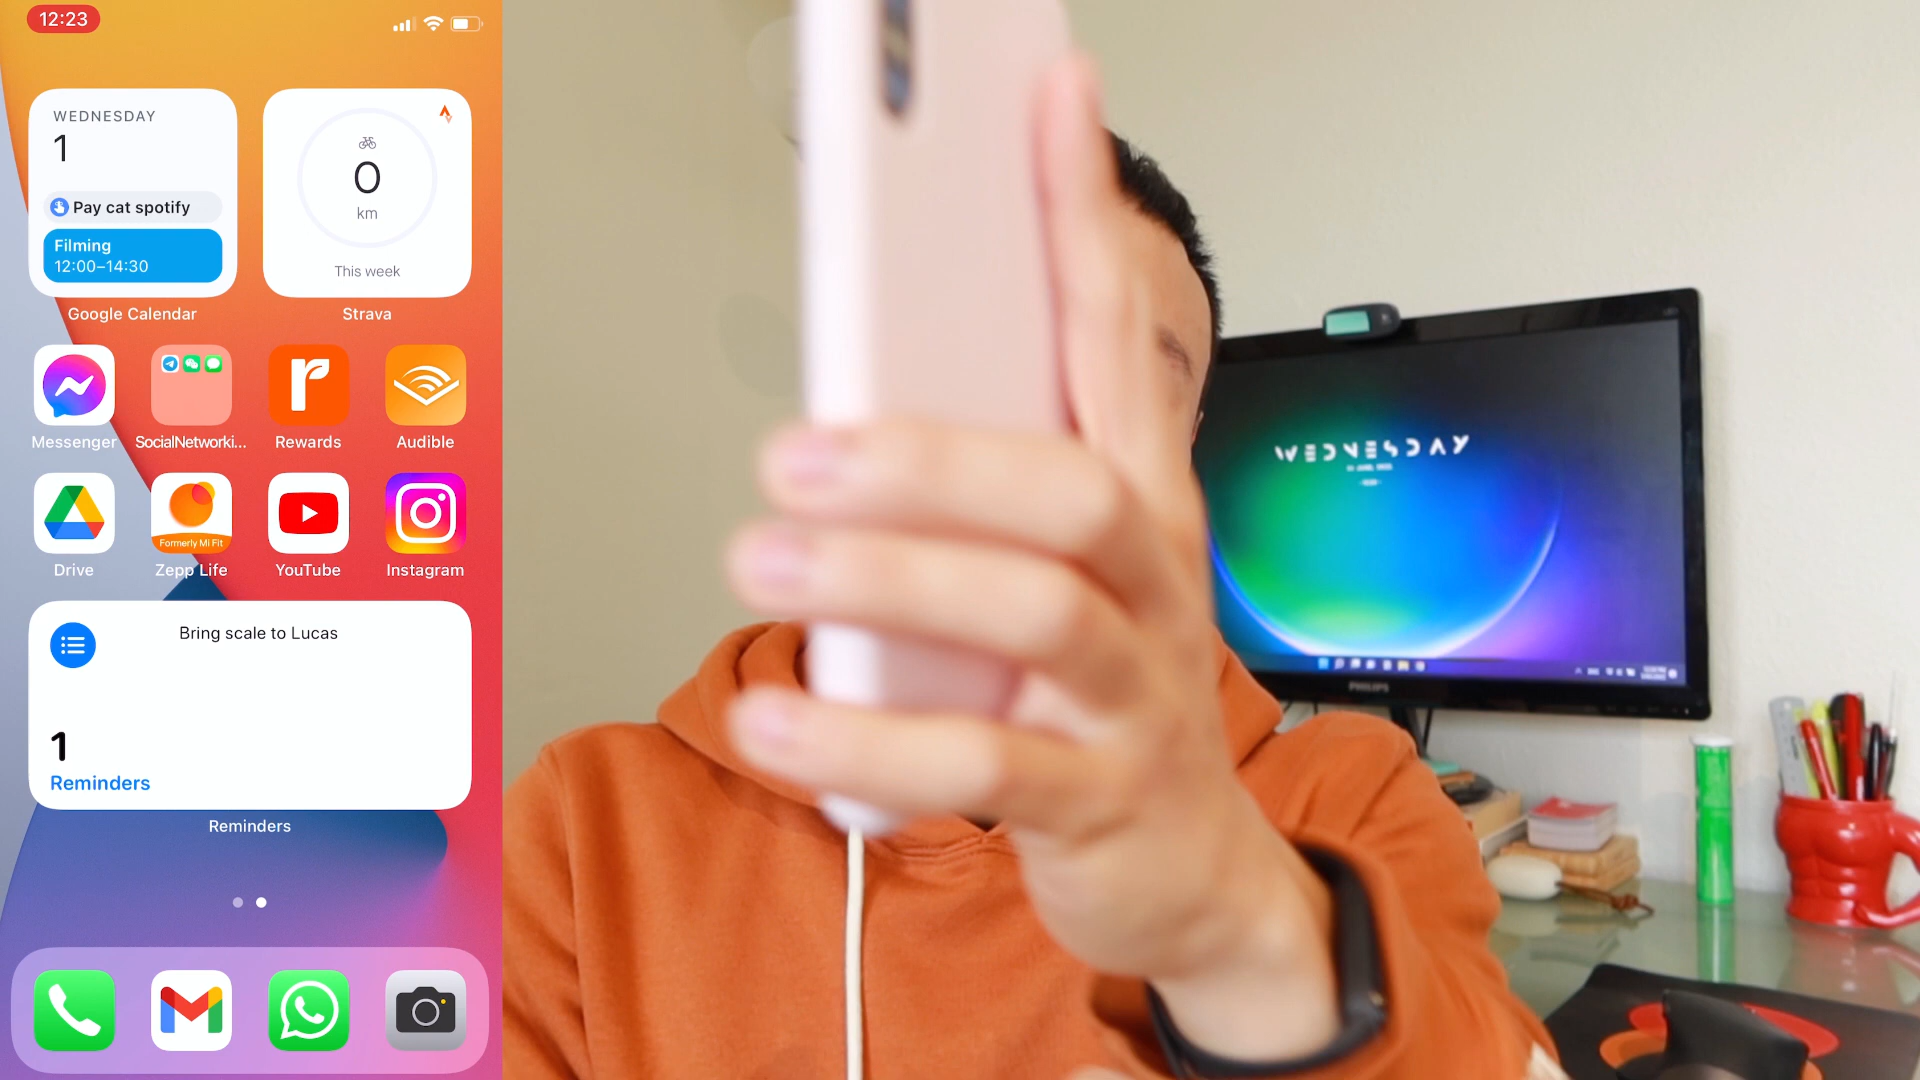 12:23
WEDNESDAY
1
Pay cat spotify
Filming
12:00–14:30
Google Calendar
0
km
This week
Strava
Messenger
SocialNetworki...
Rewards
Audible
Drive
Formerly Mi Fit
Zepp Life
YouTube
Instagram
Bring scale to Lucas
1
Reminders
Reminders
WEDNESDAY
PHILIPS